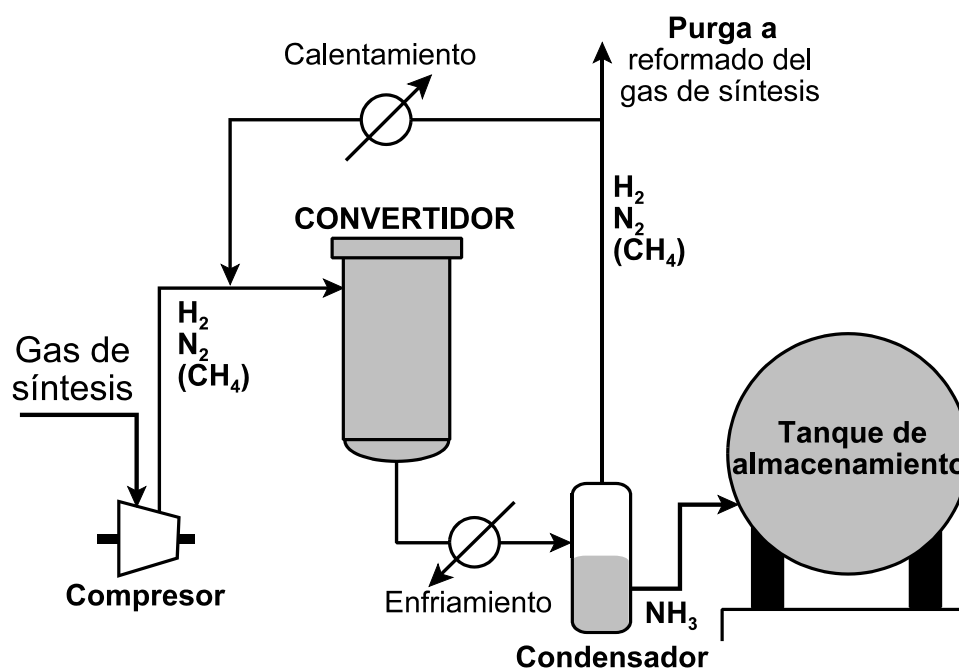 Purga a
reformado del
gas de síntesis
Calentamiento
H₂
N₂
(CH₄)
CONVERTIDOR
H₂
N₂
(CH₄)
Gas de
síntesis
Tanque de
almacenamiento
Compresor
Enfriamiento
NH₃
Condensador